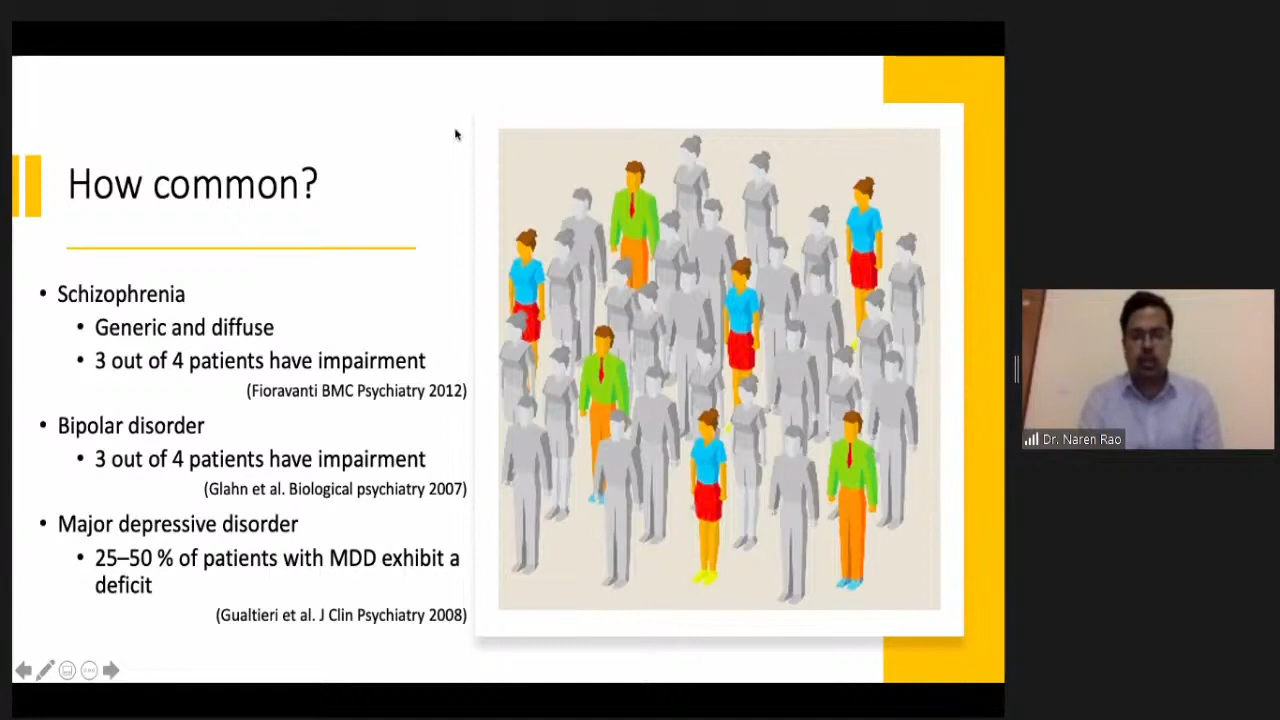 How common?
• Schizophrenia
• Generic and diffuse
• 3 out of 4 patients have impairment
(Fioravanti BMC Psychiatry 2012)
• Bipolar disorder
• 3 out of 4 patients have impairment
(Glahn et al. Biological psychiatry 2007)
• Major depressive disorder
• 25–50 % of patients with MDD exhibit a
deficit
(Gualtieri et al. J Clin Psychiatry 2008)
Dr. Naren Rao